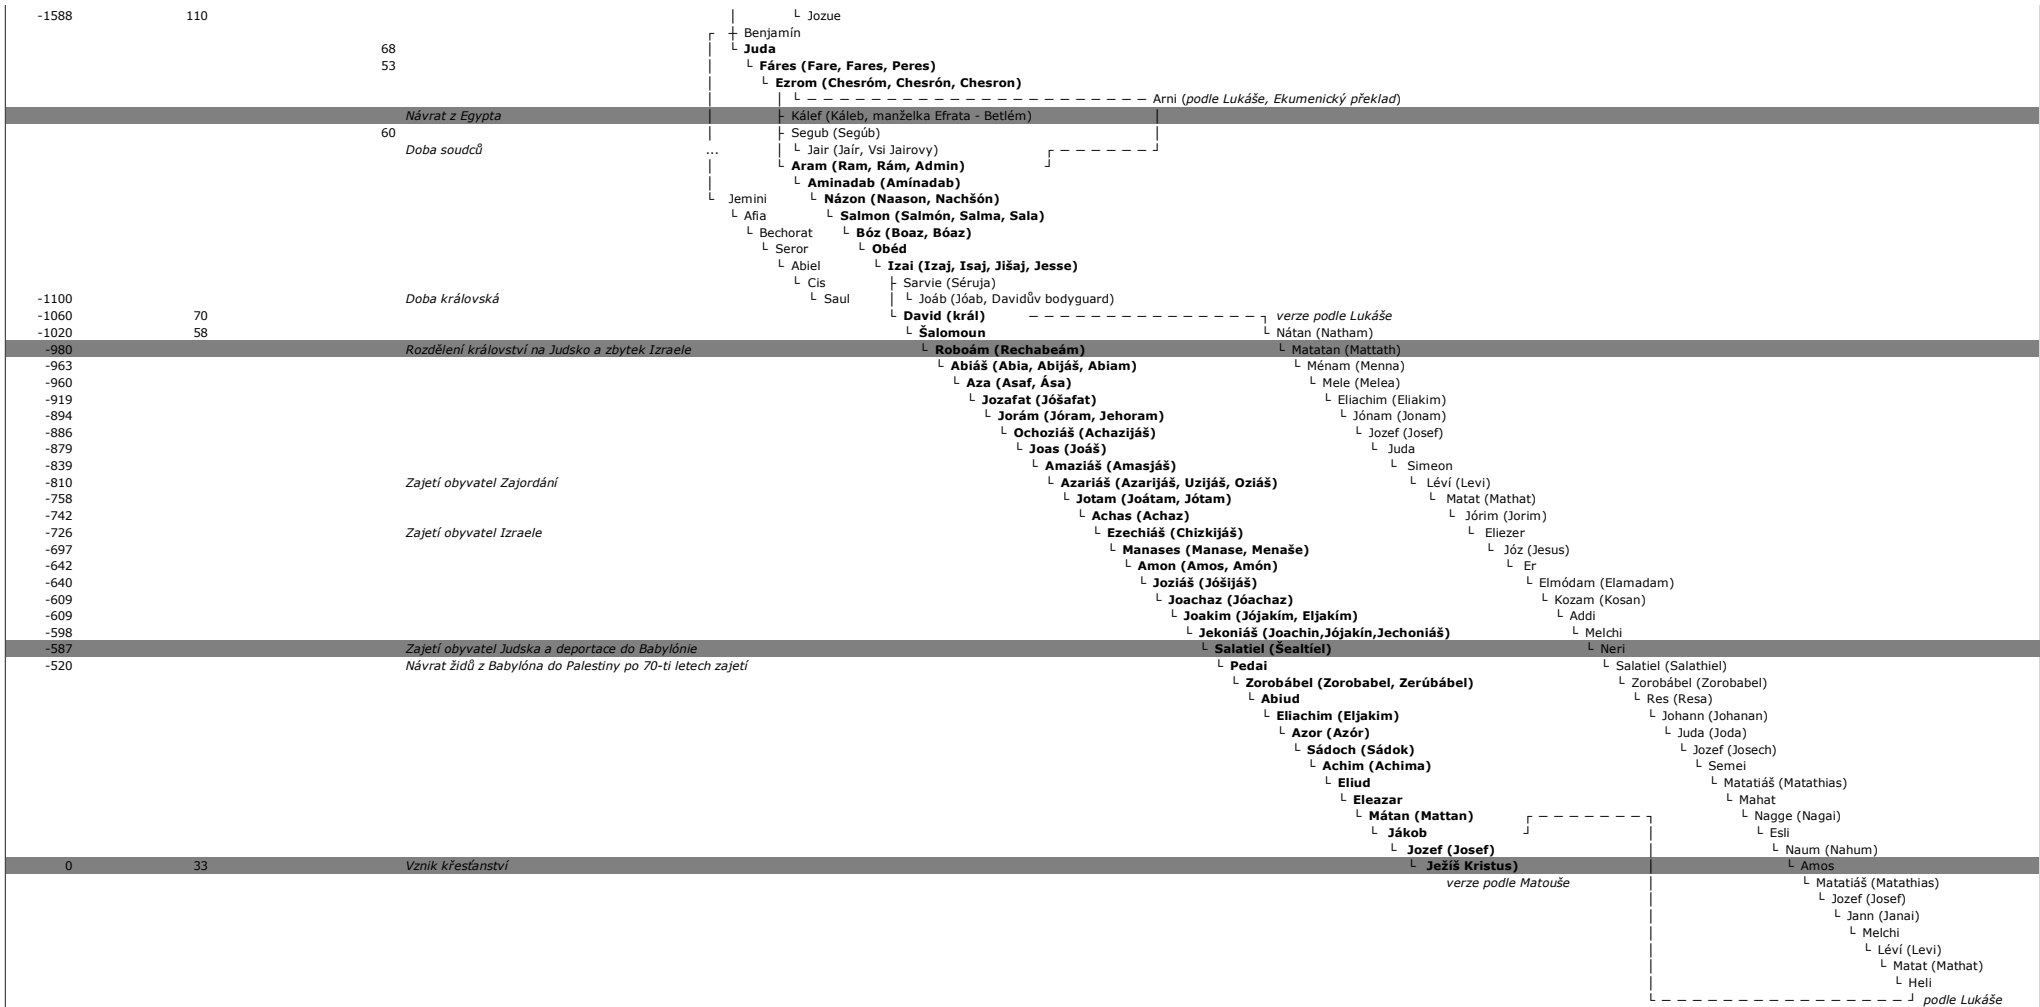 -1588 110 Jozue
Benjamín
68 Juda
53 Fáres (Fare, Fares, Peres)
Ezrom (Chesróm, Chesrón, Chesron)
Arni (podle Lukáše, Ekumenický překlad)
Návrat z Egypta Kálef (Káleb, manželka Efrata - Betlém)
60 Segub (Segúb)
Doba soudců ... Jair (Jaír, Vsi Jairovy)
Aram (Ram, Rám, Admin)
Aminadab (Amínadab)
Jemini Názon (Naason, Nachšón)
Afia Salmon (Salmón, Salma, Sala)
Bechorat Bóz (Boaz, Bóaz)
Seror Obéd
Abiel Izai (Izaj, Isaj, Jišaj, Jesse)
Cis Sarvie (Séruja)
-1100 Doba královská Saul Joáb (Jóab, Davidův bodyguard)
-1060 70 David (král) verze podle Lukáše
-1020 58 Šalomoun Nátan (Natham)
-980 Rozdělení království na Judsko a zbytek Izraele Roboám (Rechabeám) Matatan (Mattath)
-963 Abiáš (Abia, Abijáš, Abiam) Ménam (Menna)
-960 Aza (Asaf, Ása) Mele (Melea)
-919 Jozafat (Jóšafat) Eliachim (Eliakim)
-894 Jorám (Jóram, Jehoram) Jónam (Jonam)
-886 Ochoziáš (Achazijáš) Jozef (Josef)
-879 Joas (Joáš) Juda
-839 Amaziáš (Amasjáš) Simeon
-810 Zajetí obyvatel Zajordání Azariáš (Azarijáš, Uzijáš, Oziáš) Léví (Levi)
-758 Jotam (Joátam, Jótam) Matat (Mathat)
-742 Achas (Achaz) Jórim (Jorim)
-726 Zajetí obyvatel Izraele Ezechiáš (Chizkijáš) Eliezer
-697 Manases (Manase, Menaše) Józ (Jesus)
-642 Amon (Amos, Amón) Er
-640 Joziáš (Jóšijáš) Elmódam (Elamadam)
-609 Joachaz (Jóachaz) Kozam (Kosan)
-609 Joakim (Jójakím, Eljakím) Addi
-598 Jekoniáš (Joachin,Jójakín,Jechoniáš) Melchi
-587 Zajetí obyvatel Judska a deportace do Babylónie Salatiel (Šealtíel) Neri
-520 Návrat židů z Babylóna do Palestiny po 70-ti letech zajetí Pedai Salatiel (Salathiel)
Zorobábel (Zorobabel, Zerúbábel) Zorobábel (Zorobabel)
Abiud Res (Resa)
Eliachim (Eljakim) Johann (Johanan)
Azor (Azór) Juda (Joda)
Sádoch (Sádok) Jozef (Josech)
Achim (Achima) Semei
Eliud Matatiáš (Matathias)
Eleazar Mahat
Mátan (Mattan) Nagge (Nagai)
Jákob Esli
Jozef (Josef) Naum (Nahum)
0 33 Vznik křesťanství Ježíš Kristus) Amos
verze podle Matouše Matatiáš (Matathias)
Jozef (Josef)
Jann (Janai)
Melchi
Léví (Levi)
Matat (Mathat)
Heli
podle Lukáše